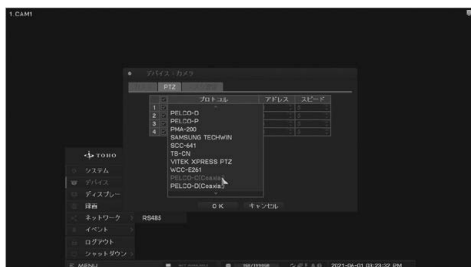 1. CAM1
デバイス - カメラ
PTZ
プロトコル アドレス スピード
1
2
3
4
PELCO-D
PELCO-P
PMA-200
SAMSUNG TECHWIN
SCC-641
TB-CN
VITEK XPRESS PTZ
WCC-E261
PELCO-C(Coaxial)
PELCO-D(Coaxial)
OK キャンセル
TOHO
システム
デバイス
ディスプレー
録画
ネットワーク
RS485
イベント
ログアウト
シャットダウン
MENU
2021-06-01 01:23:32 PM